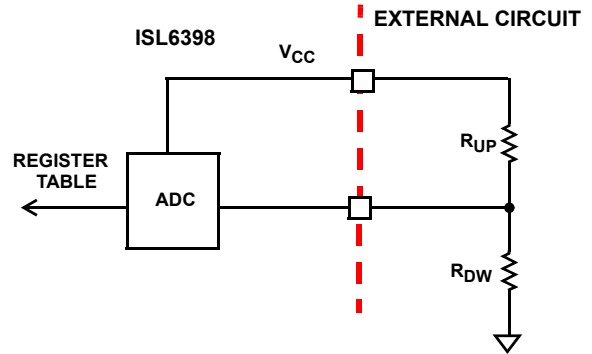 EXTERNAL CIRCUIT
ISL6398
VCC
RUP
REGISTER
TABLE
ADC
RDW